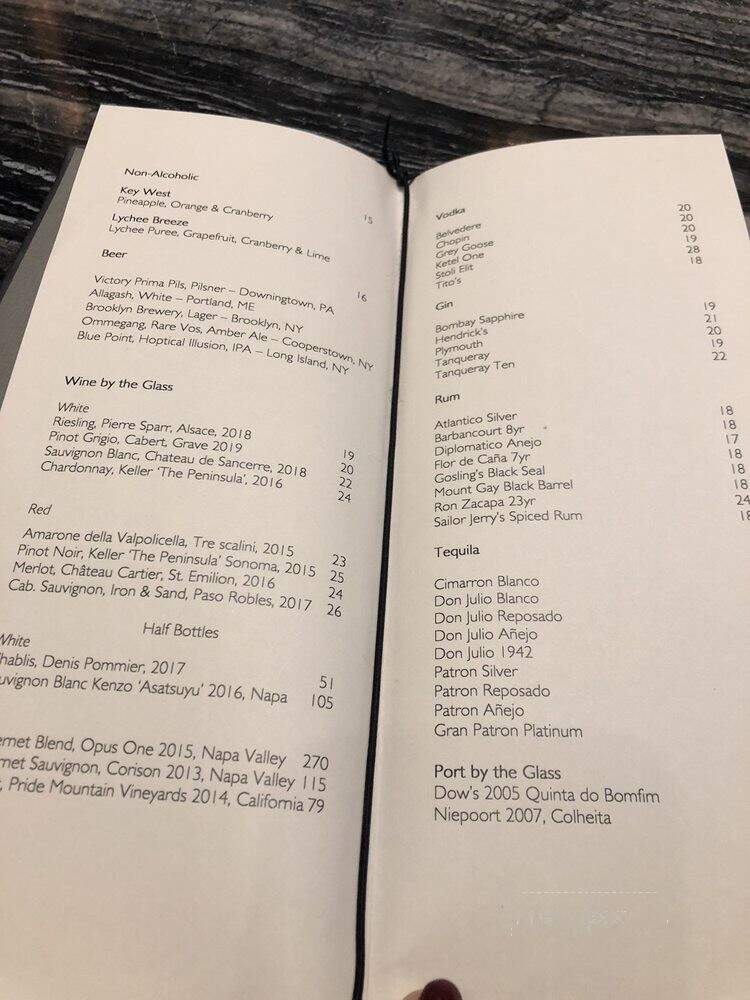 Non-Alcoholic
Key West
Pineapple, Orange & Cranberry 15
Lychee Breeze
Lychee Puree, Grapefruit, Cranberry & Lime
Beer 16
Victory Prima Pils, Pilsner – Downingtown, PA
Allagash, White – Portland, ME
Brooklyn Brewery, Lager – Brooklyn, NY
Ommegang, Rare Vos, Amber Ale – Cooperstown, NY
Blue Point, Hoptical Illusion, IPA – Long Island, NY
Wine by the Glass
White
Riesling, Pierre Sparr, Alsace, 2018 19
Pinot Grigio, Cabert, Grave 2019 20
Sauvignon Blanc, Chateau de Sancerre, 2018 22
Chardonnay, Keller 'The Peninsula', 2016 24
Red
Amarone della Valpolicella, Tre scalini, 2015 23
Pinot Noir, Keller 'The Peninsula' Sonoma, 2015 25
Merlot, Château Cartier, St. Emilion, 2016 24
Cab. Sauvignon, Iron & Sand, Paso Robles, 2017 26
Half Bottles
White
hablis, Denis Pommier, 2017 51
uvignon Blanc Kenzo 'Asatsuyu' 2016, Napa 105
ernet Blend, Opus One 2015, Napa Valley 270
rnet Sauvignon, Corison 2013, Napa Valley 115
, Pride Mountain Vineyards 2014, California 79
Vodka
Belvedere 20
Chopin 20
Grey Goose 20
Ketel One 19
Stoli Elit 28
Tito's 18
Gin
Bombay Sapphire 19
Hendrick's 21
Plymouth 20
Tanqueray 19
Tanqueray Ten 22
Rum
Atlantico Silver 18
Barbancourt 8yr 18
Diplomatico Anejo 17
Flor de Caña 7yr 18
Gosling's Black Seal 18
Mount Gay Black Barrel 18
Ron Zacapa 23yr 24
Sailor Jerry's Spiced Rum 18
Tequila
Cimarron Blanco
Don Julio Blanco
Don Julio Reposado
Don Julio Añejo
Don Julio 1942
Patron Silver
Patron Reposado
Patron Añejo
Gran Patron Platinum
Port by the Glass
Dow's 2005 Quinta do Bomfim
Niepoort 2007, Colheita